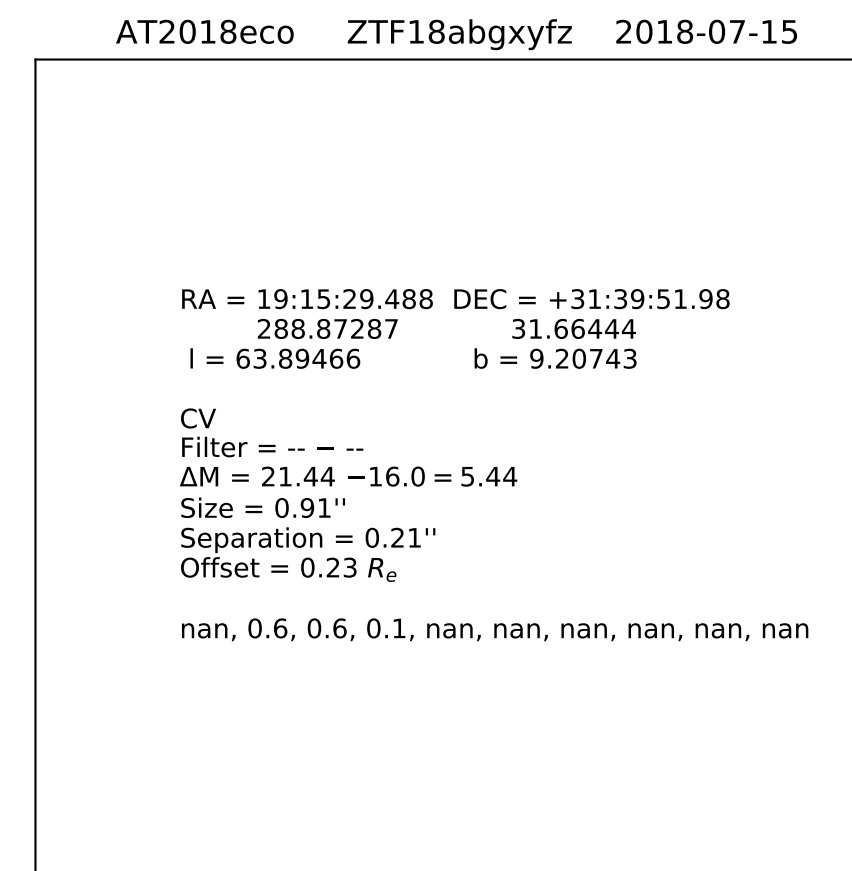 AT2018eco ZTF18abgxyfz 2018-07-15
RA = 19:15:29.488 DEC = +31:39:51.98
288.87287 31.66444
l = 63.89466 b = 9.20743
CV
Filter = -- − --
ΔM = 21.44 −16.0 = 5.44
Size = 0.91''
Separation = 0.21''
Offset = 0.23 Re
nan, 0.6, 0.6, 0.1, nan, nan, nan, nan, nan, nan